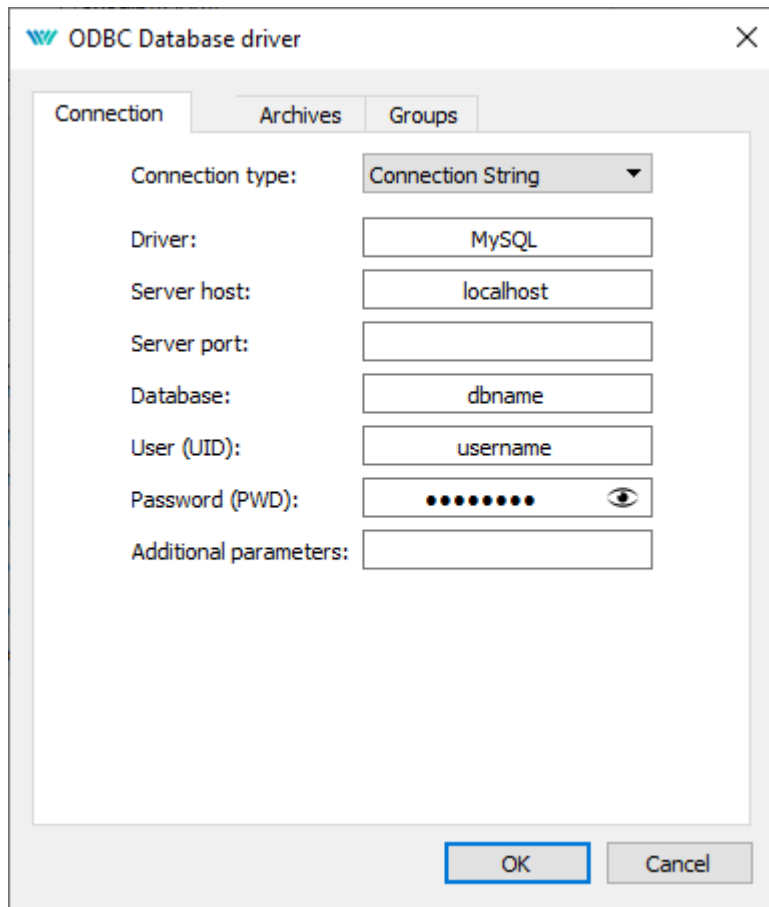 ODBC Database driver
Connection Archives Groups
Connection type: Connection String
Driver: MySQL
Server host: localhost
Server port:
Database: dbname
User (UID): username
Password (PWD): ••••••••
Additional parameters:
OK Cancel